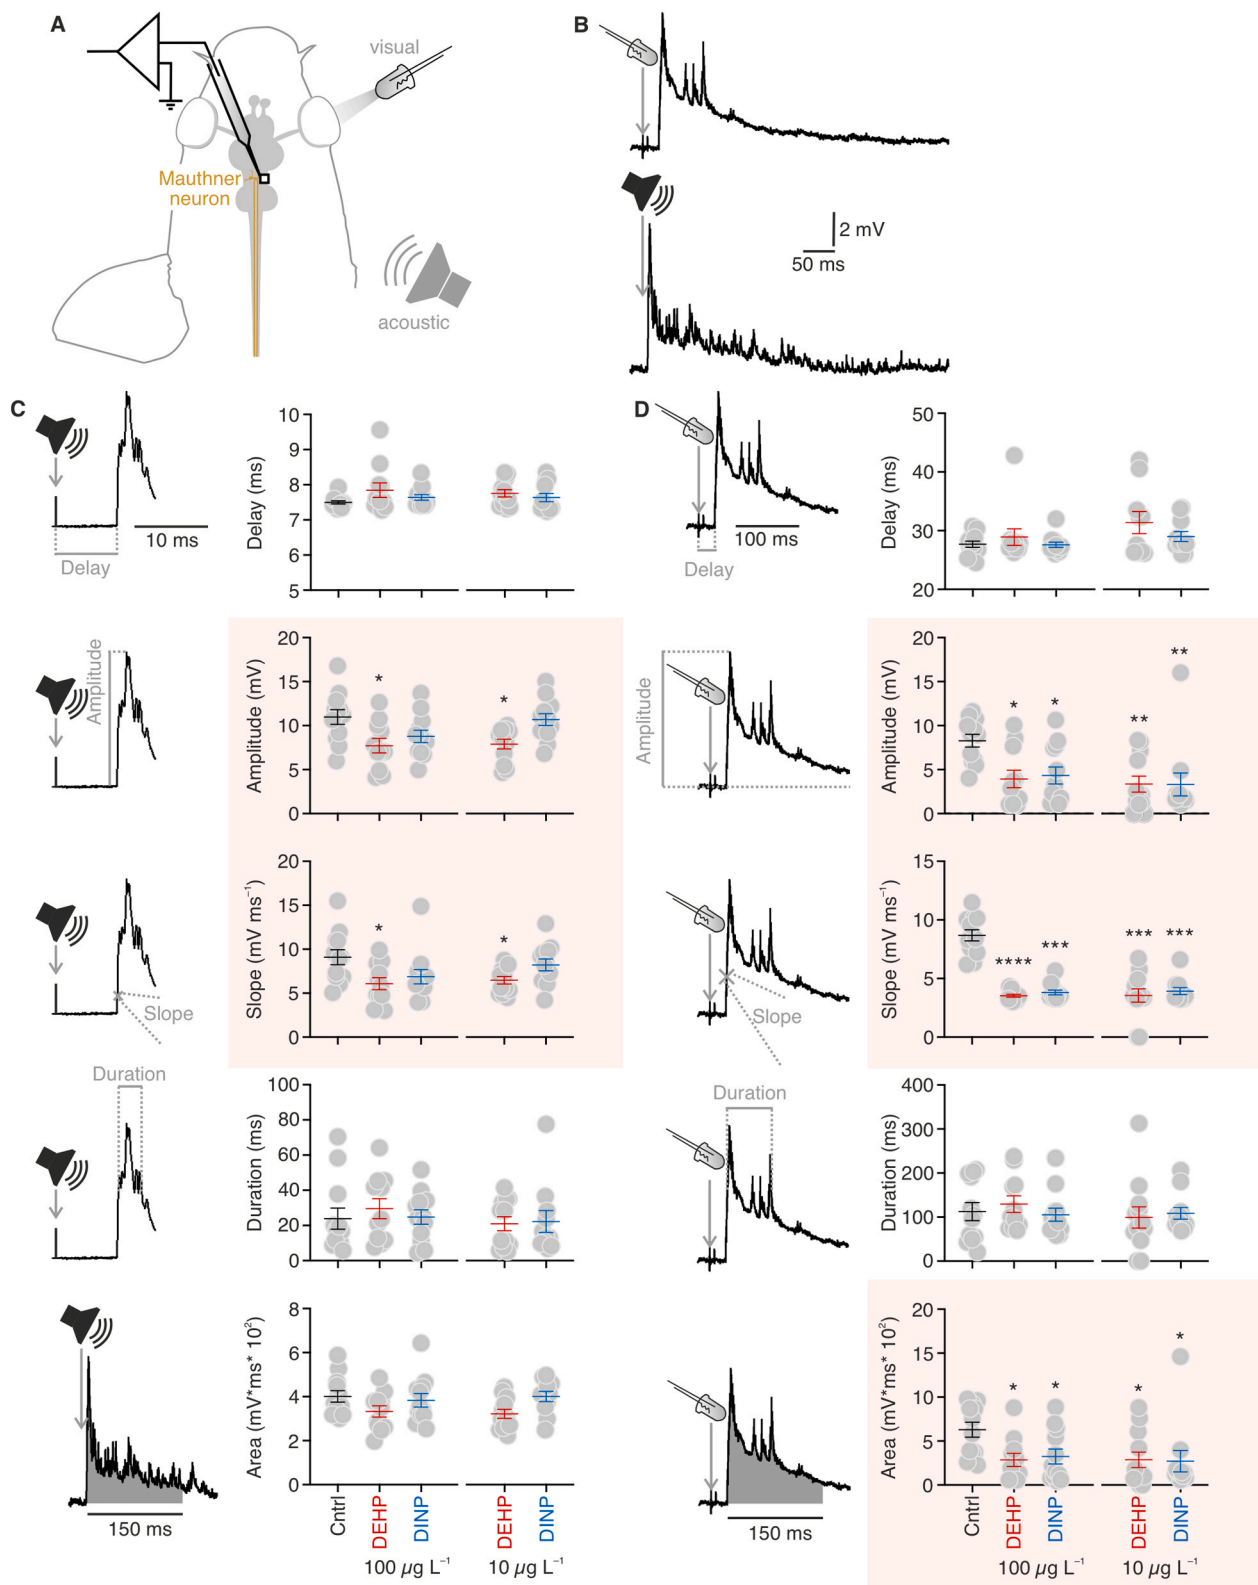 A
visual
Mauthner
neuron
acoustic
B
2 mV
50 ms
C
10 ms
Delay
Delay (ms)
10
9
8
7
6
5
D
100 ms
Delay
Delay (ms)
50
40
30
20
Amplitude
Amplitude (mV)
20
15
10
5
0
*
*
Amplitude
Amplitude (mV)
20
15
10
5
0
*
*
**
**
Slope
Slope (mV ms⁻¹)
20
15
10
5
0
*
*
Slope
Slope (mV ms⁻¹)
15
10
5
0
****
***
***
***
Duration
Duration (ms)
100
80
60
40
20
0
Duration
Duration (ms)
400
300
200
100
0
150 ms
Area (mV*ms* 10²)
8
6
4
2
0
Cntrl
DEHP
DINP
DEHP
DINP
100 µg L⁻¹
10 µg L⁻¹
150 ms
Area (mV*ms* 10²)
20
15
10
5
0
*
*
*
*
Cntrl
DEHP
DINP
DEHP
DINP
100 µg L⁻¹
10 µg L⁻¹